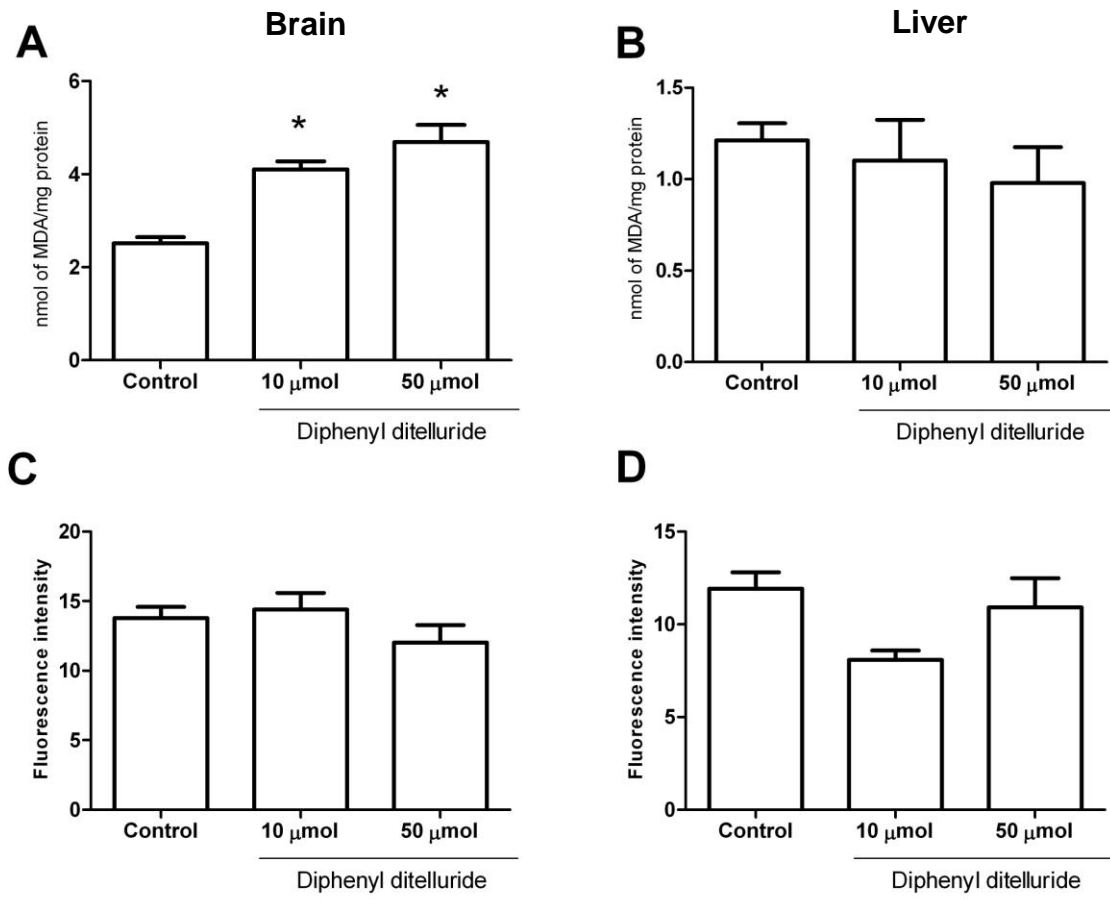 Brain
Liver
A
nmol of MDA/mg protein
6
4
2
0
*
*
Control
10 μmol
50 μmol
Diphenyl ditelluride
B
nmol of MDA/mg protein
1.5
1.0
0.5
0.0
Control
10 μmol
50 μmol
Diphenyl ditelluride
C
Fluorescence intensity
20
15
10
5
0
Control
10 μmol
50 μmol
Diphenyl ditelluride
D
Fluorescence intensity
15
10
5
0
Control
10 μmol
50 μmol
Diphenyl ditelluride